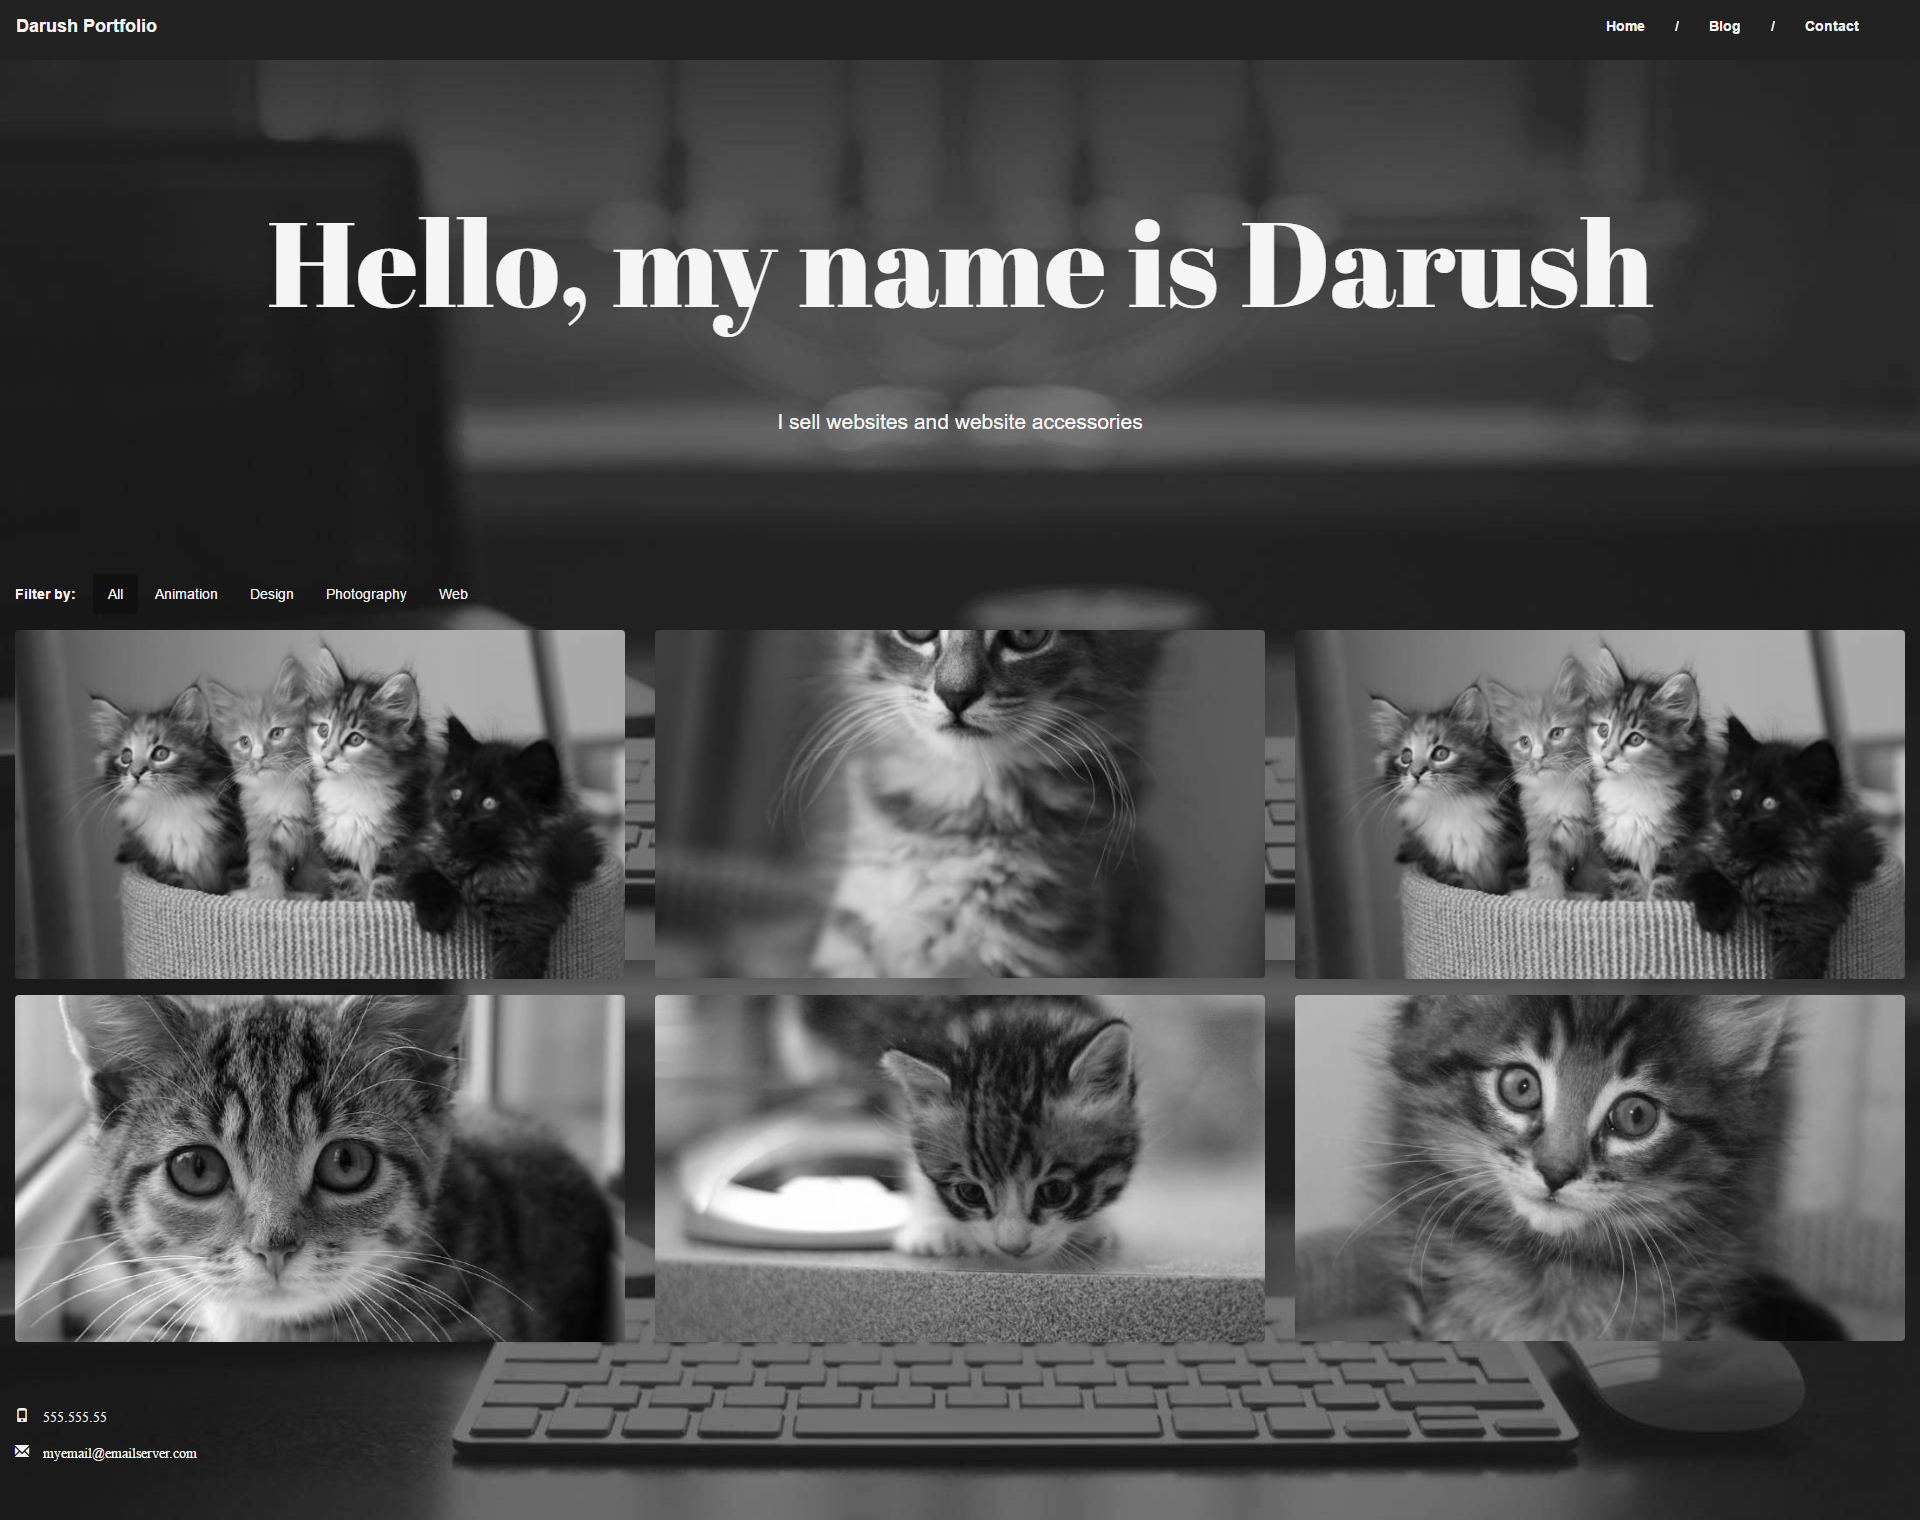 Darush Portfolio
Home / Blog / Contact
Hello, my name is Darush
I sell websites and website accessories
Filter by: All Animation Design Photography Web
555.555.55
myemail@emailserver.com